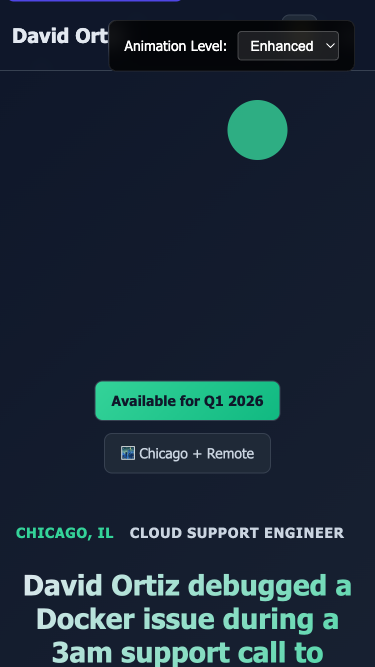 David Ort
Animation Level: Enhanced
Available for Q1 2026
Chicago + Remote
CHICAGO, IL CLOUD SUPPORT ENGINEER
David Ortiz debugged a
Docker issue during a
3am support call to